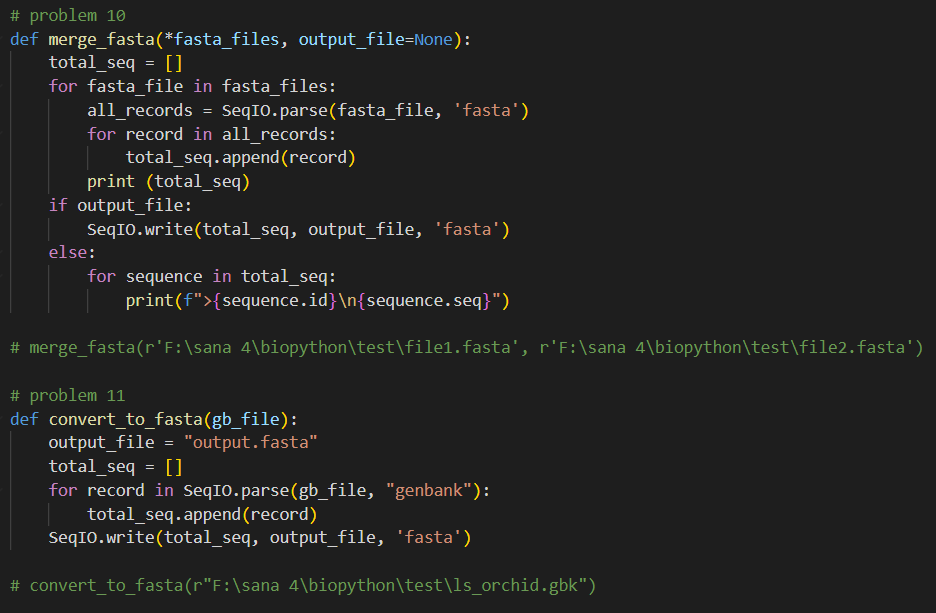 # problem 10
def merge_fasta(*fasta_files, output_file=None):
    total_seq = []
    for fasta_file in fasta_files:
        all_records = SeqIO.parse(fasta_file, 'fasta')
        for record in all_records:
            total_seq.append(record)
        print (total_seq)
    if output_file:
        SeqIO.write(total_seq, output_file, 'fasta')
    else:
        for sequence in total_seq:
            print(f">{sequence.id}\n{sequence.seq}")
# merge_fasta(r'F:\sana 4\biopython\test\file1.fasta', r'F:\sana 4\biopython\test\file2.fasta')
# problem 11
def convert_to_fasta(gb_file):
    output_file = "output.fasta"
    total_seq = []
    for record in SeqIO.parse(gb_file, "genbank"):
        total_seq.append(record)
    SeqIO.write(total_seq, output_file, 'fasta')
# convert_to_fasta(r"F:\sana 4\biopython\test\ls_orchid.gbk")